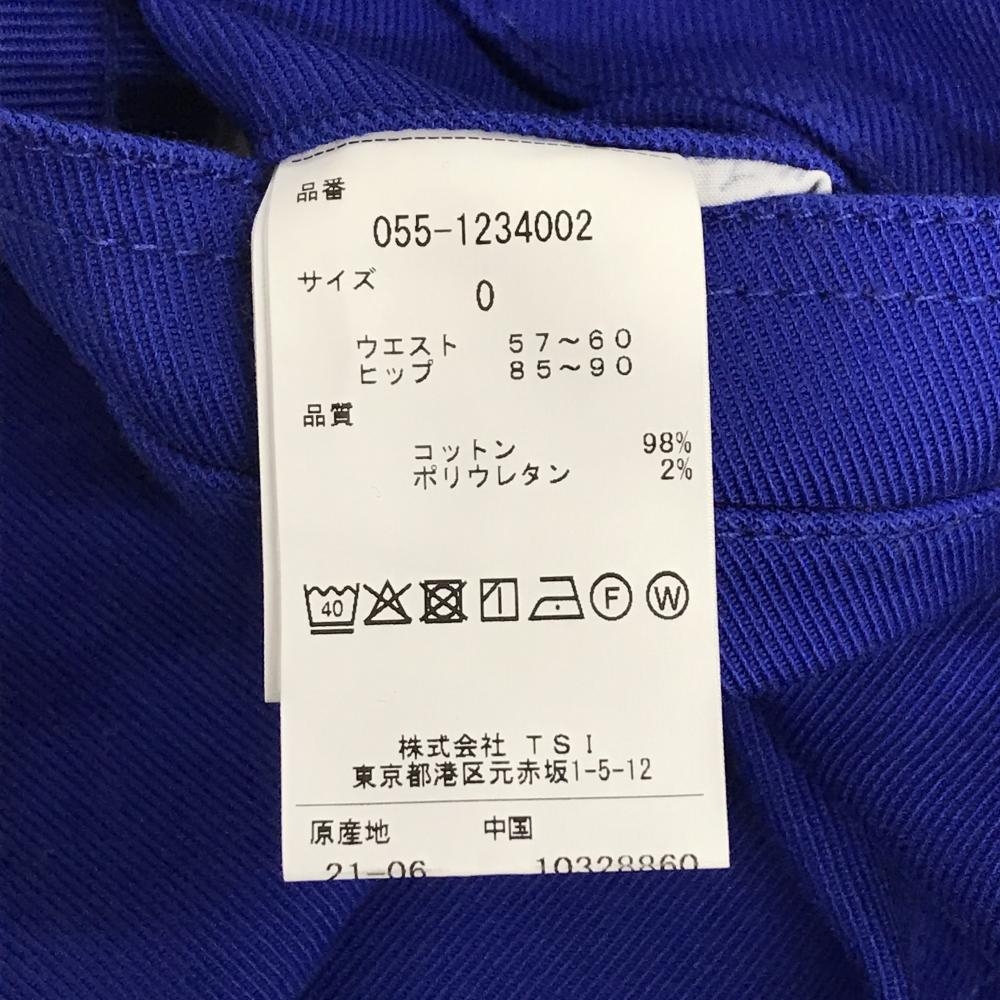 品番
055-1234002
サイズ
0
ウエスト 57～60
ヒップ 85～90
品質
コットン 98%
ポリウレタン 2%
40 F W
株式会社 TSI
東京都港区元赤坂1-5-12
原産地 中国
21-06 10328860